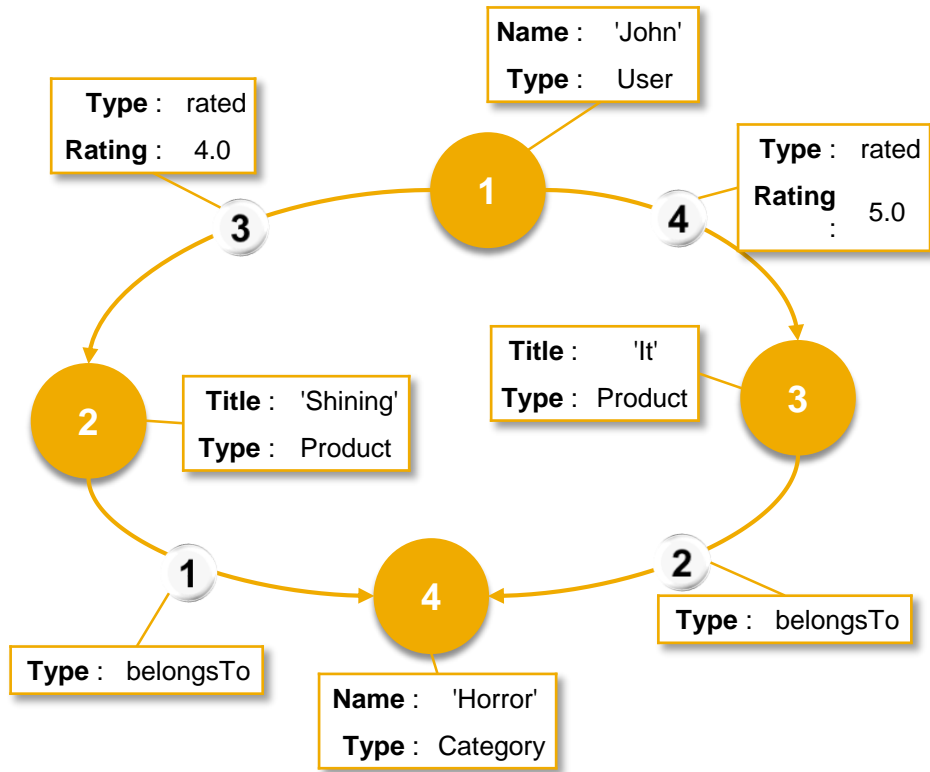 Name : 'John'
Type : User
Type : rated
Rating : 4.0
Type : rated
Rating : 5.0
1
3
4
Title : 'It'
Type : Product
3
2
Title : 'Shining'
Type : Product
1
2
4
Type : belongsTo
Type : belongsTo
Name : 'Horror'
Type : Category